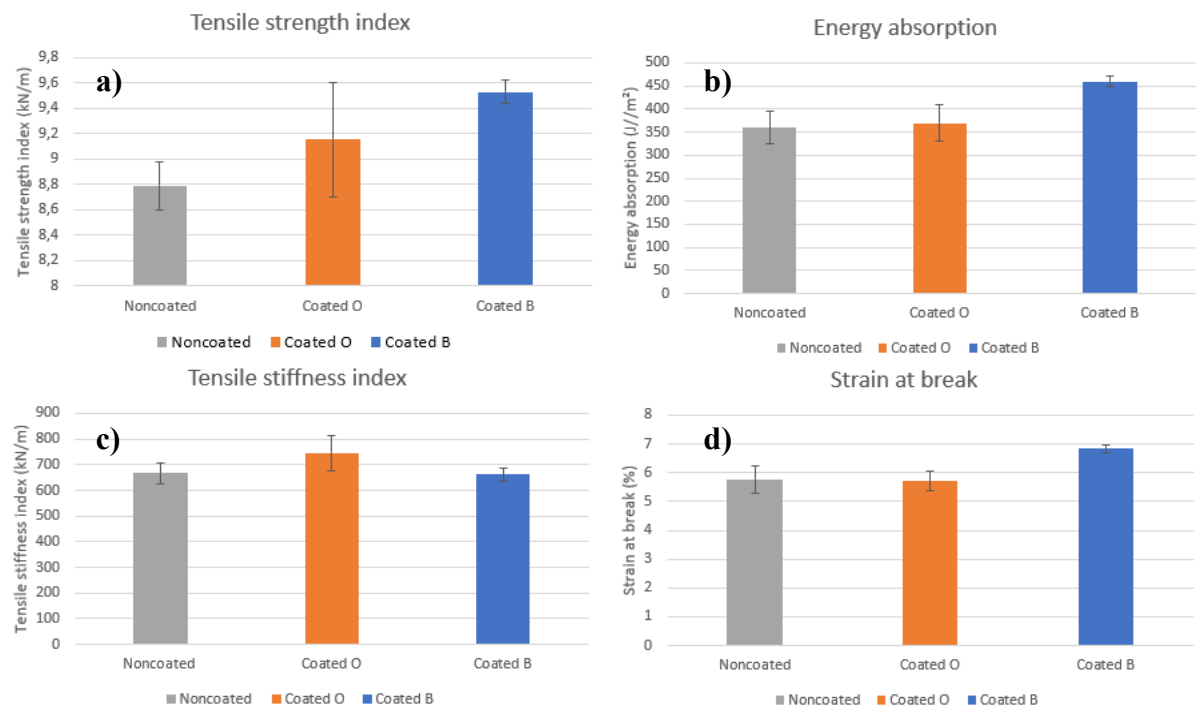 Tensile strength index
a)
Tensile strength index (kN/m)
9,8
9,6
9,4
9,2
9
8,8
8,6
8,4
8,2
8
Noncoated Coated O Coated B
Noncoated Coated O Coated B
Energy absorption
b)
Energy absorption (J//m²)
500
450
400
350
300
250
200
150
100
50
0
Noncoated Coated O Coated B
Noncoated Coated O Coated B
Tensile stiffness index
c)
Tensile stiffness index (kN/m)
900
800
700
600
500
400
300
200
100
0
Noncoated Coated O Coated B
Noncoated Coated O Coated B
Strain at break
d)
Strain at break (%)
8
7
6
5
4
3
2
1
0
Noncoated Coated O Coated B
Noncoated Coated O Coated B